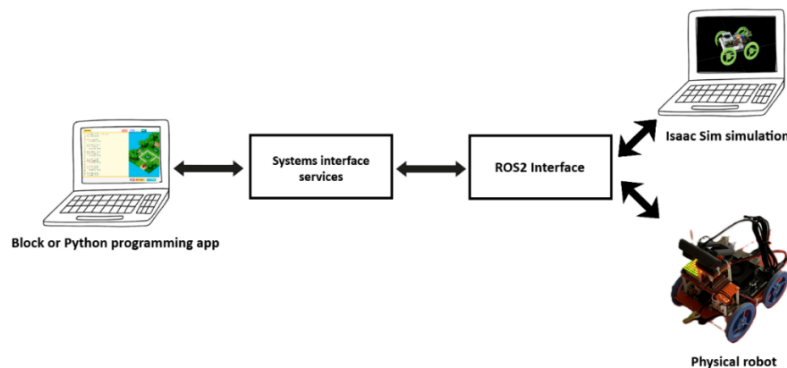 Block or Python programming app
Systems interface
services
ROS2 Interface
Isaac Sim simulation
Physical robot